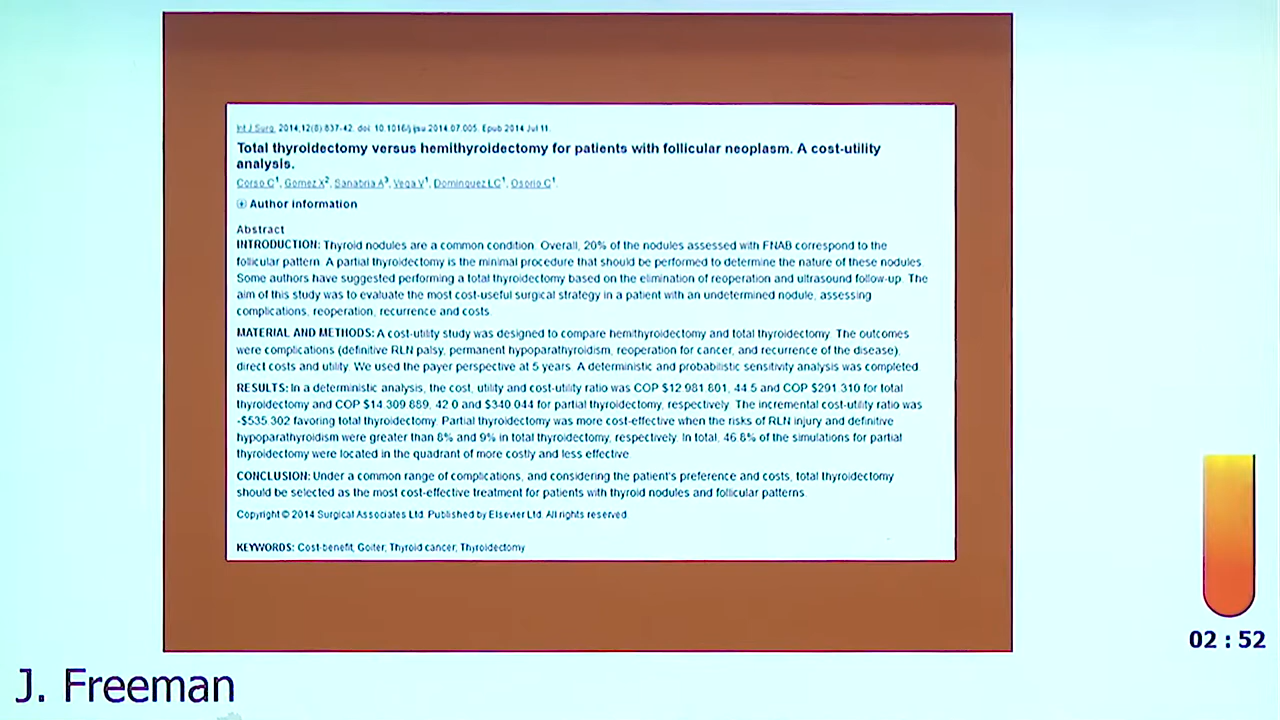 Int J Surg. 2014;12(8):837-42. doi: 10.1016/j.ijsu.2014.07.005. Epub 2014 Jul 11.
Total thyroidectomy versus hemithyroidectomy for patients with follicular neoplasm. A cost-utility
analysis.
Corso C1, Gomez X2, Sanabria A3, Vega V1, Dominguez LC1, Osorio C1.
Author information
Abstract
INTRODUCTION: Thyroid nodules are a common condition. Overall, 20% of the nodules assessed with FNAB correspond to the
follicular pattern. A partial thyroidectomy is the minimal procedure that should be performed to determine the nature of these nodules.
Some authors have suggested performing a total thyroidectomy based on the elimination of reoperation and ultrasound follow-up. The
aim of this study was to evaluate the most cost-useful surgical strategy in a patient with an undetermined nodule, assessing
complications, reoperation, recurrence and costs.
MATERIAL AND METHODS: A cost-utility study was designed to compare hemithyroidectomy and total thyroidectomy. The outcomes
were complications (definitive RLN palsy, permanent hypoparathyroidism, reoperation for cancer, and recurrence of the disease),
direct costs and utility. We used the payer perspective at 5 years. A deterministic and probabilistic sensitivity analysis was completed.
RESULTS: In a deterministic analysis, the cost, utility and cost-utility ratio was COP $12 981 801, 44.5 and COP $291 310 for total
thyroidectomy and COP $14 309 889, 42.0 and $340 044 for partial thyroidectomy, respectively. The incremental cost-utility ratio was
-$535 302 favoring total thyroidectomy. Partial thyroidectomy was more cost-effective when the risks of RLN injury and definitive
hypoparathyroidism were greater than 8% and 9% in total thyroidectomy, respectively. In total, 46.8% of the simulations for partial
thyroidectomy were located in the quadrant of more costly and less effective.
CONCLUSION: Under a common range of complications, and considering the patient's preference and costs, total thyroidectomy
should be selected as the most cost-effective treatment for patients with thyroid nodules and follicular patterns.
Copyright © 2014 Surgical Associates Ltd. Published by Elsevier Ltd. All rights reserved.
KEYWORDS: Cost-benefit; Goiter; Thyroid cancer; Thyroidectomy
02 : 52
J. Freeman